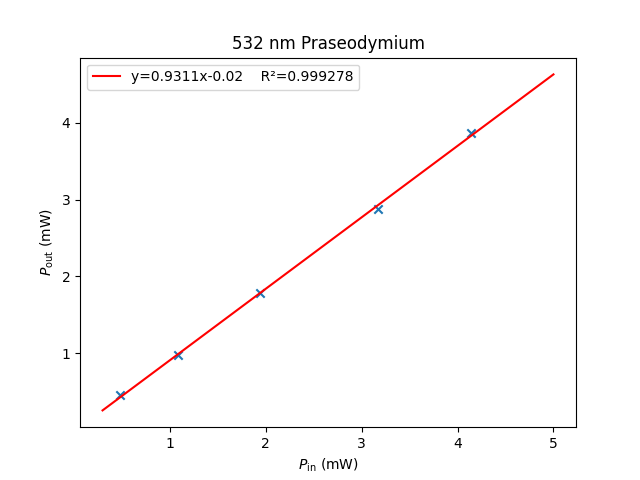 532 nm Praseodymium
y=0.9311x-0.02 R²=0.999278
P_out (mW)
4
3
2
1
1 2 3 4 5
P_in (mW)